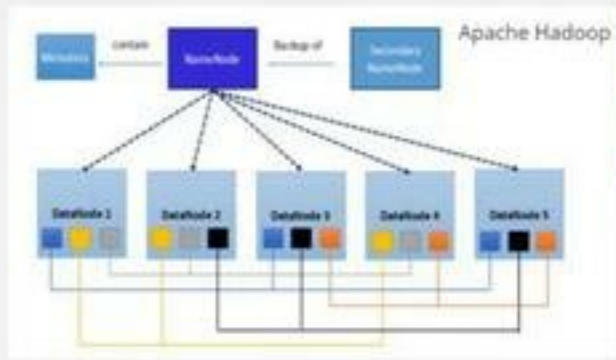 Apache Hadoop
Metadata
contain
NameNode
Backup of
Secondary
NameNode
DataNode 1
DataNode 2
DataNode 3
DataNode 4
DataNode 5